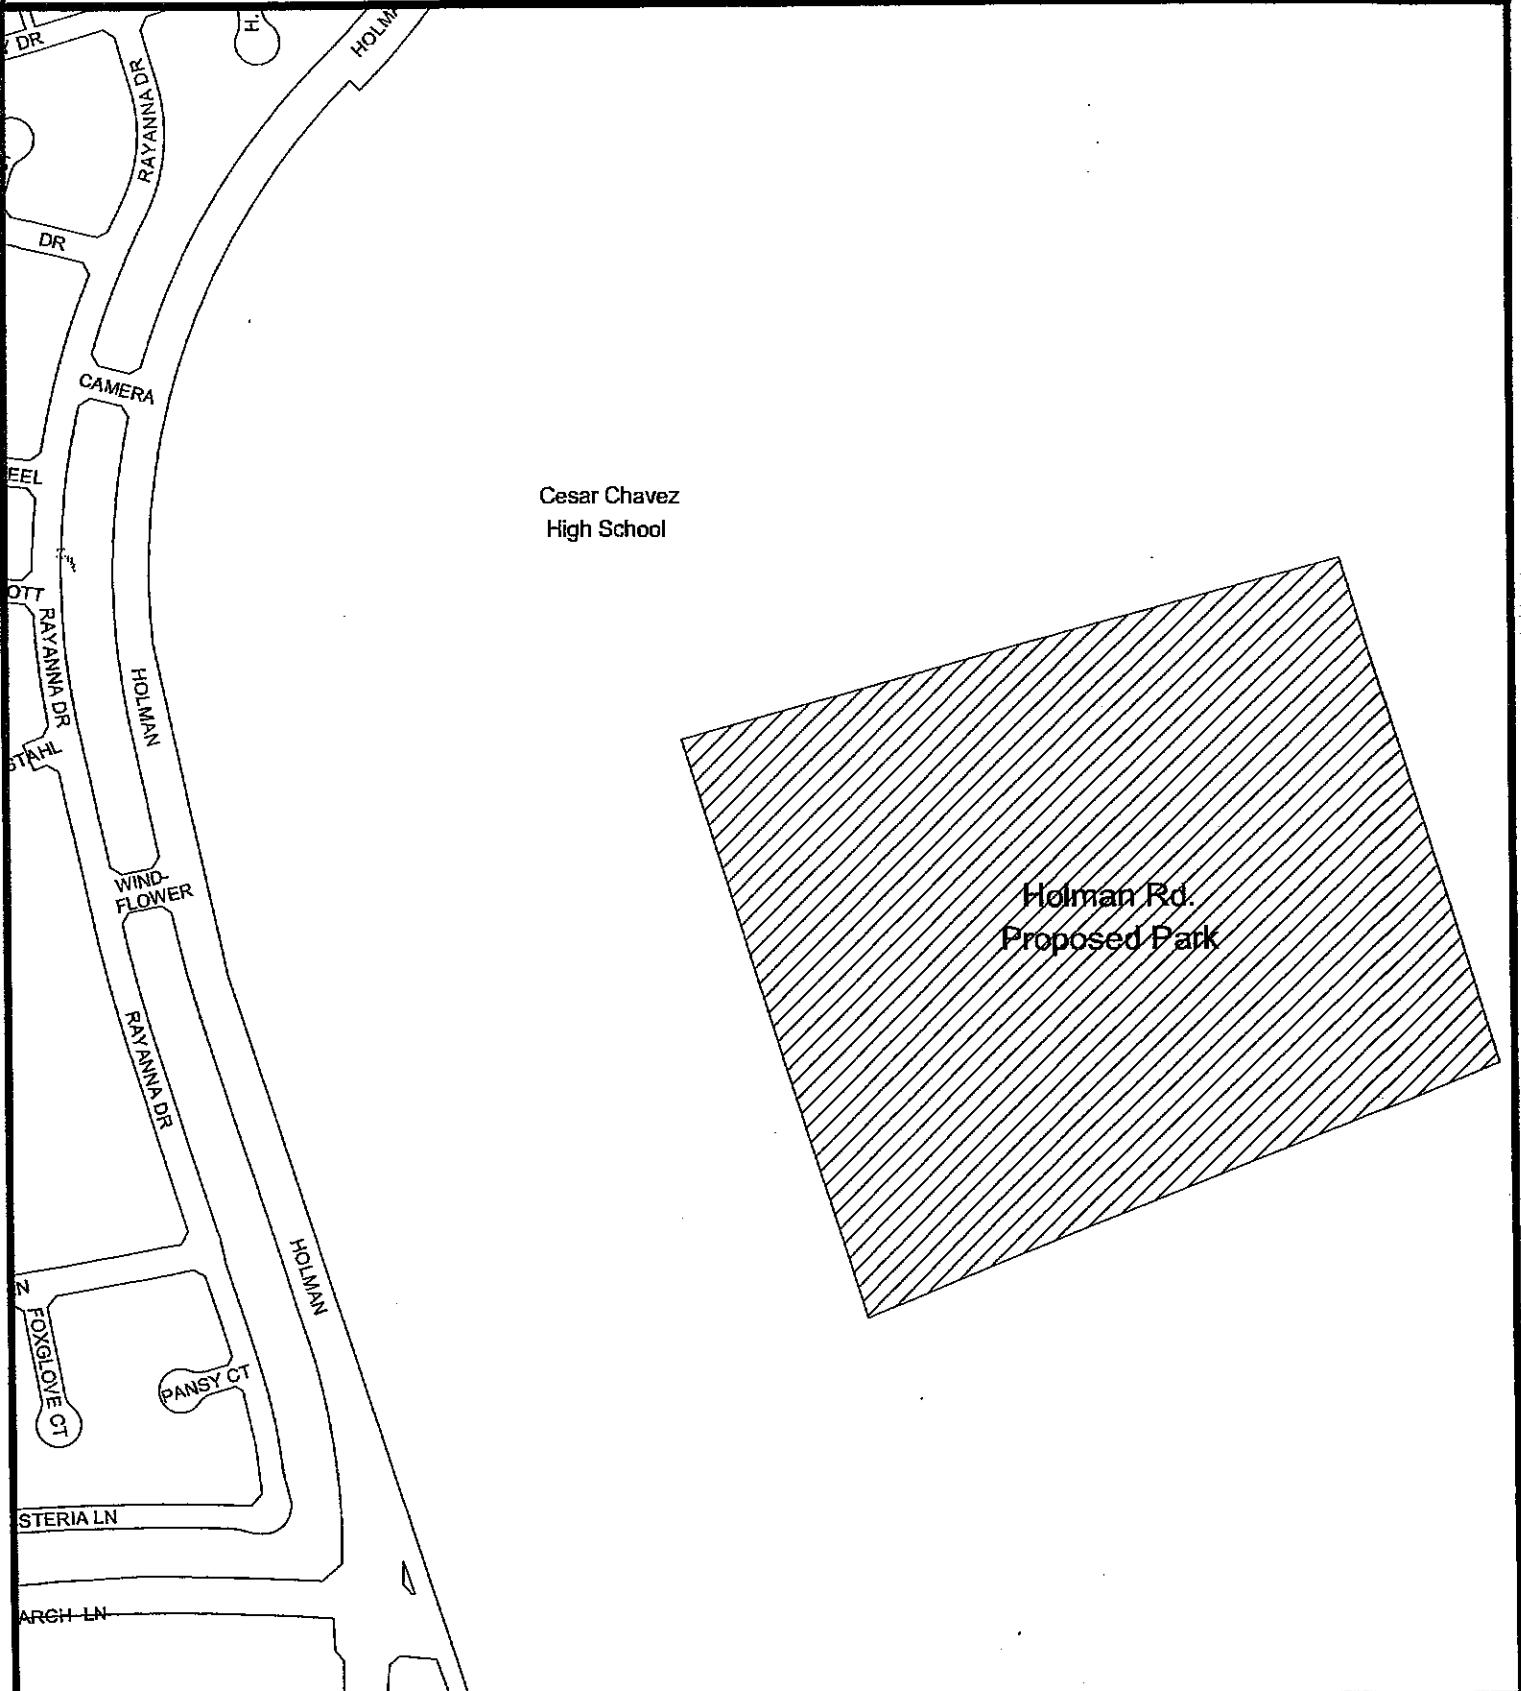 DR
H.
HOLMA
RAYANNA DR
DR
CAMERA
EEL
Cesar Chavez
High School
OTT
RAYANNA DR
HOLMAN
STAHL
WIND-
FLOWER
Holman Rd.
Proposed Park
RAYANNA DR
HOLMAN
N
FOXGLOVE CT
PANSY CT
STERIA LN
ARCH LN